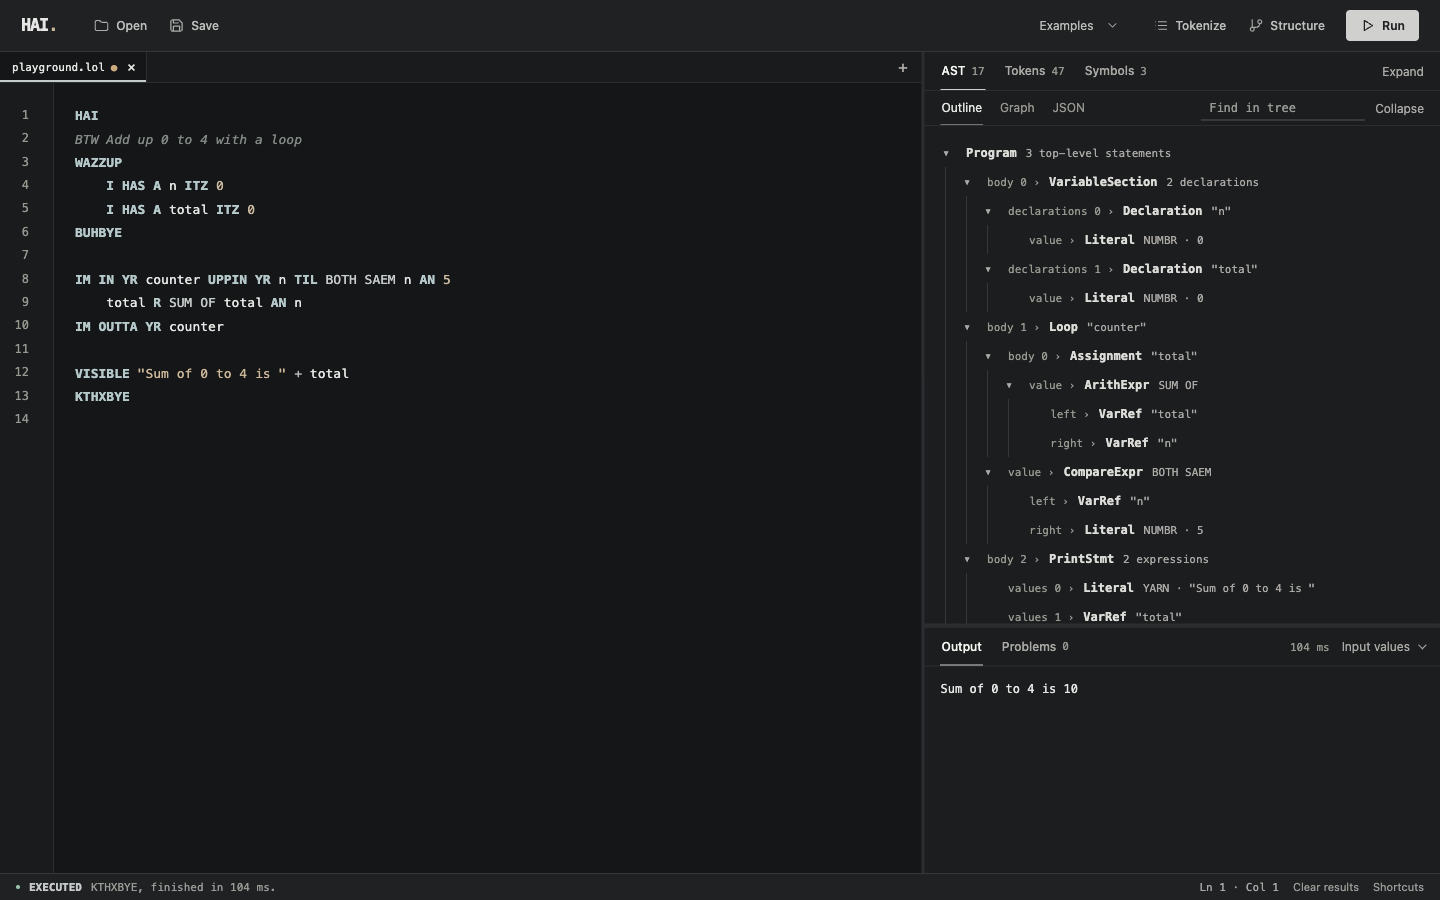 HAI. Open Save Examples Tokenize Structure Run
playground.lol ● × +
AST 17 Tokens 47 Symbols 3 Expand
Outline Graph JSON Find in tree Collapse
1 HAI
2 BTW Add up 0 to 4 with a loop
3 WAZZUP
4 I HAS A n ITZ 0
5 I HAS A total ITZ 0
6 BUHBYE
7
8 IM IN YR counter UPPIN YR n TIL BOTH SAEM n AN 5
9 total R SUM OF total AN n
10 IM OUTTA YR counter
11
12 VISIBLE "Sum of 0 to 4 is " + total
13 KTHXBYE
14
▾ Program 3 top-level statements
▾ body 0 › VariableSection 2 declarations
▾ declarations 0 › Declaration "n"
value › Literal NUMBR · 0
▾ declarations 1 › Declaration "total"
value › Literal NUMBR · 0
▾ body 1 › Loop "counter"
▾ body 0 › Assignment "total"
▾ value › ArithExpr SUM OF
left › VarRef "total"
right › VarRef "n"
▾ value › CompareExpr BOTH SAEM
left › VarRef "n"
right › Literal NUMBR · 5
▾ body 2 › PrintStmt 2 expressions
values 0 › Literal YARN · "Sum of 0 to 4 is "
values 1 › VarRef "total"
Output Problems 0 104 ms Input values
Sum of 0 to 4 is 10
• EXECUTED KTHXBYE, finished in 104 ms. Ln 1 · Col 1 Clear results Shortcuts